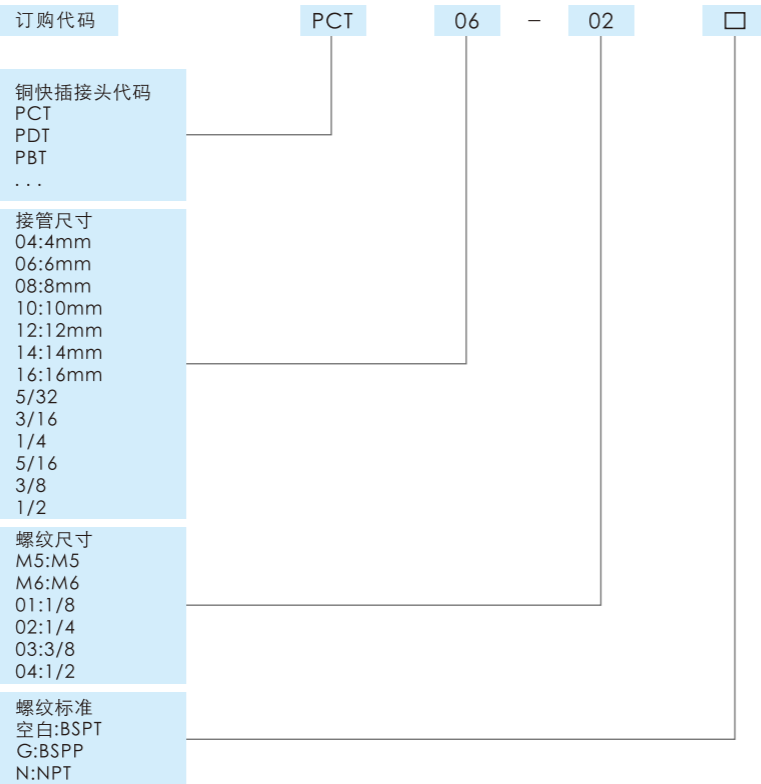 订购代码 PCT 06 – 02 □
铜快插接头代码
PCT
PDT
PBT
...
接管尺寸
04:4mm
06:6mm
08:8mm
10:10mm
12:12mm
14:14mm
16:16mm
5/32
3/16
1/4
5/16
3/8
1/2
螺纹尺寸
M5:M5
M6:M6
01:1/8
02:1/4
03:3/8
04:1/2
螺纹标准
空白:BSPT
G:BSPP
N:NPT